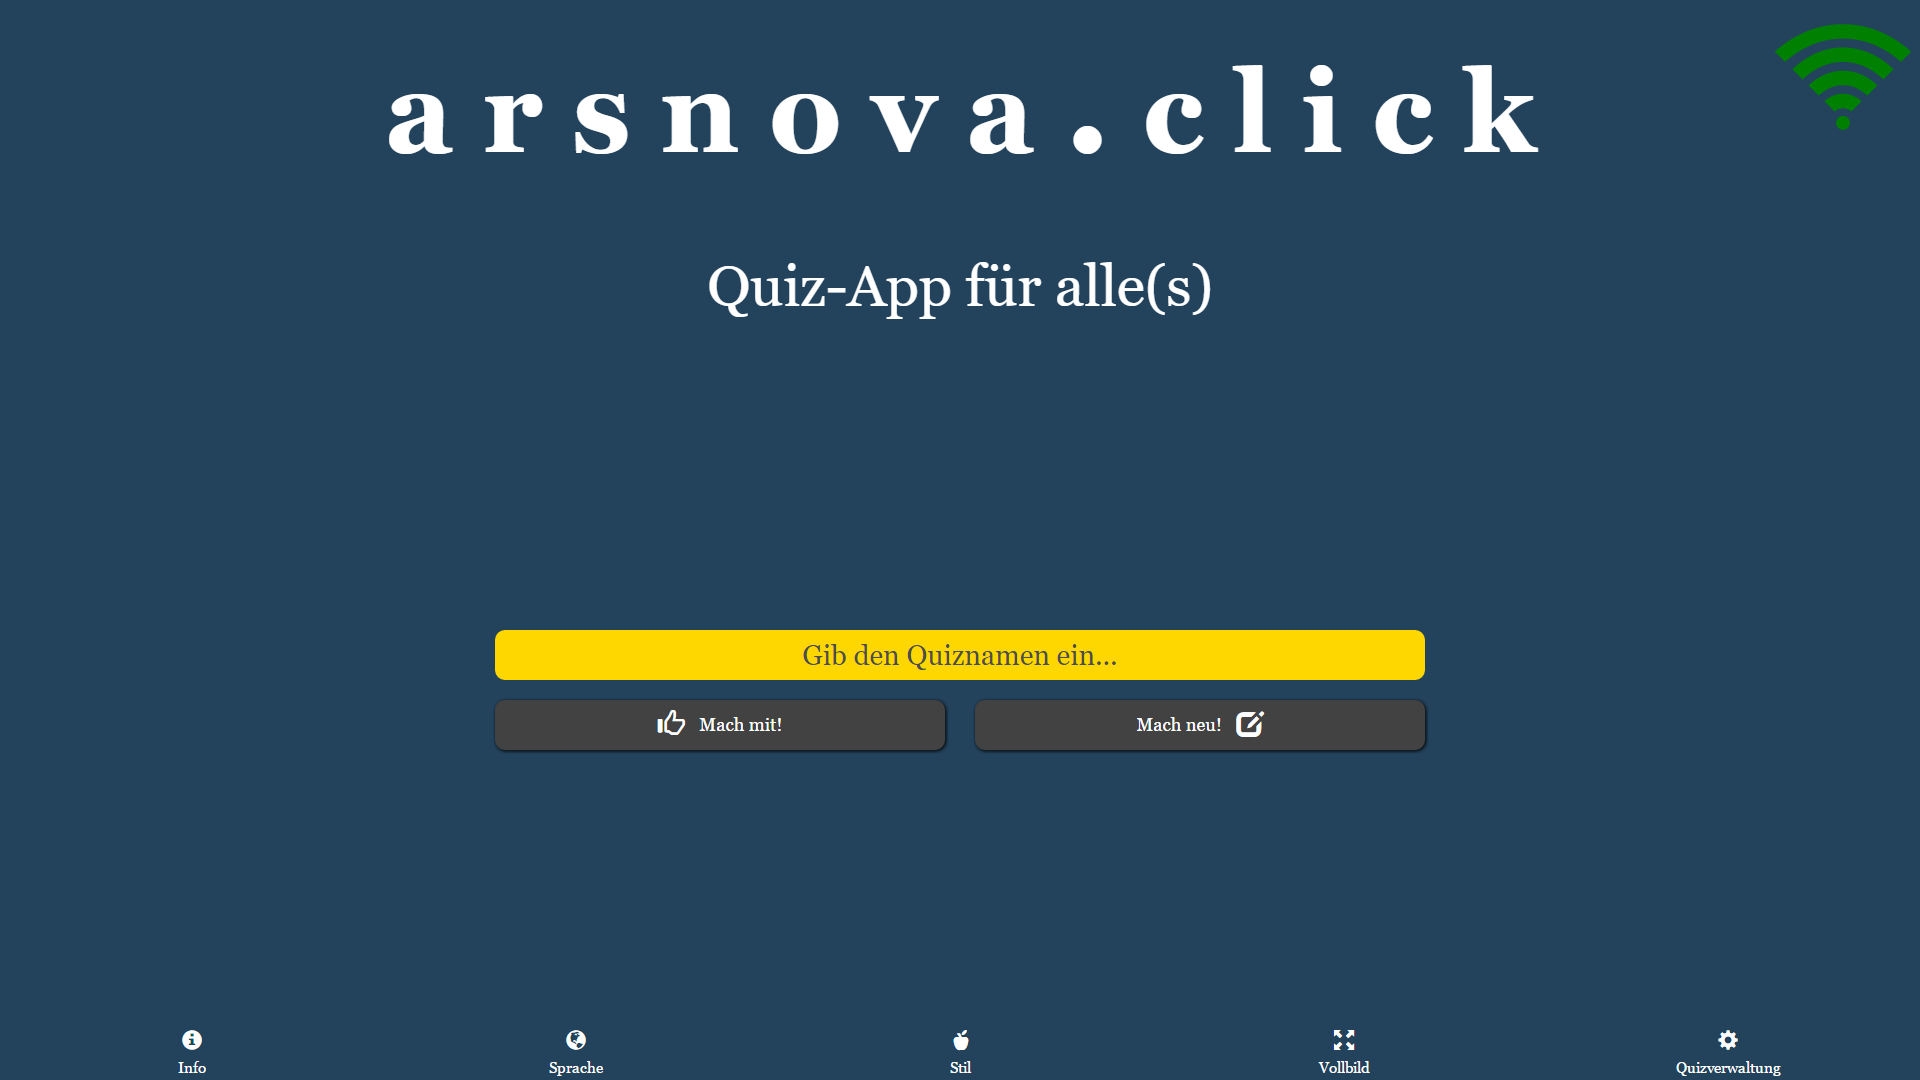 arsnova.click
Quiz-App für alle(s)
Gib den Quiznamen ein...
Mach mit!
Mach neu!
Info
Sprache
Stil
Vollbild
Quizverwaltung